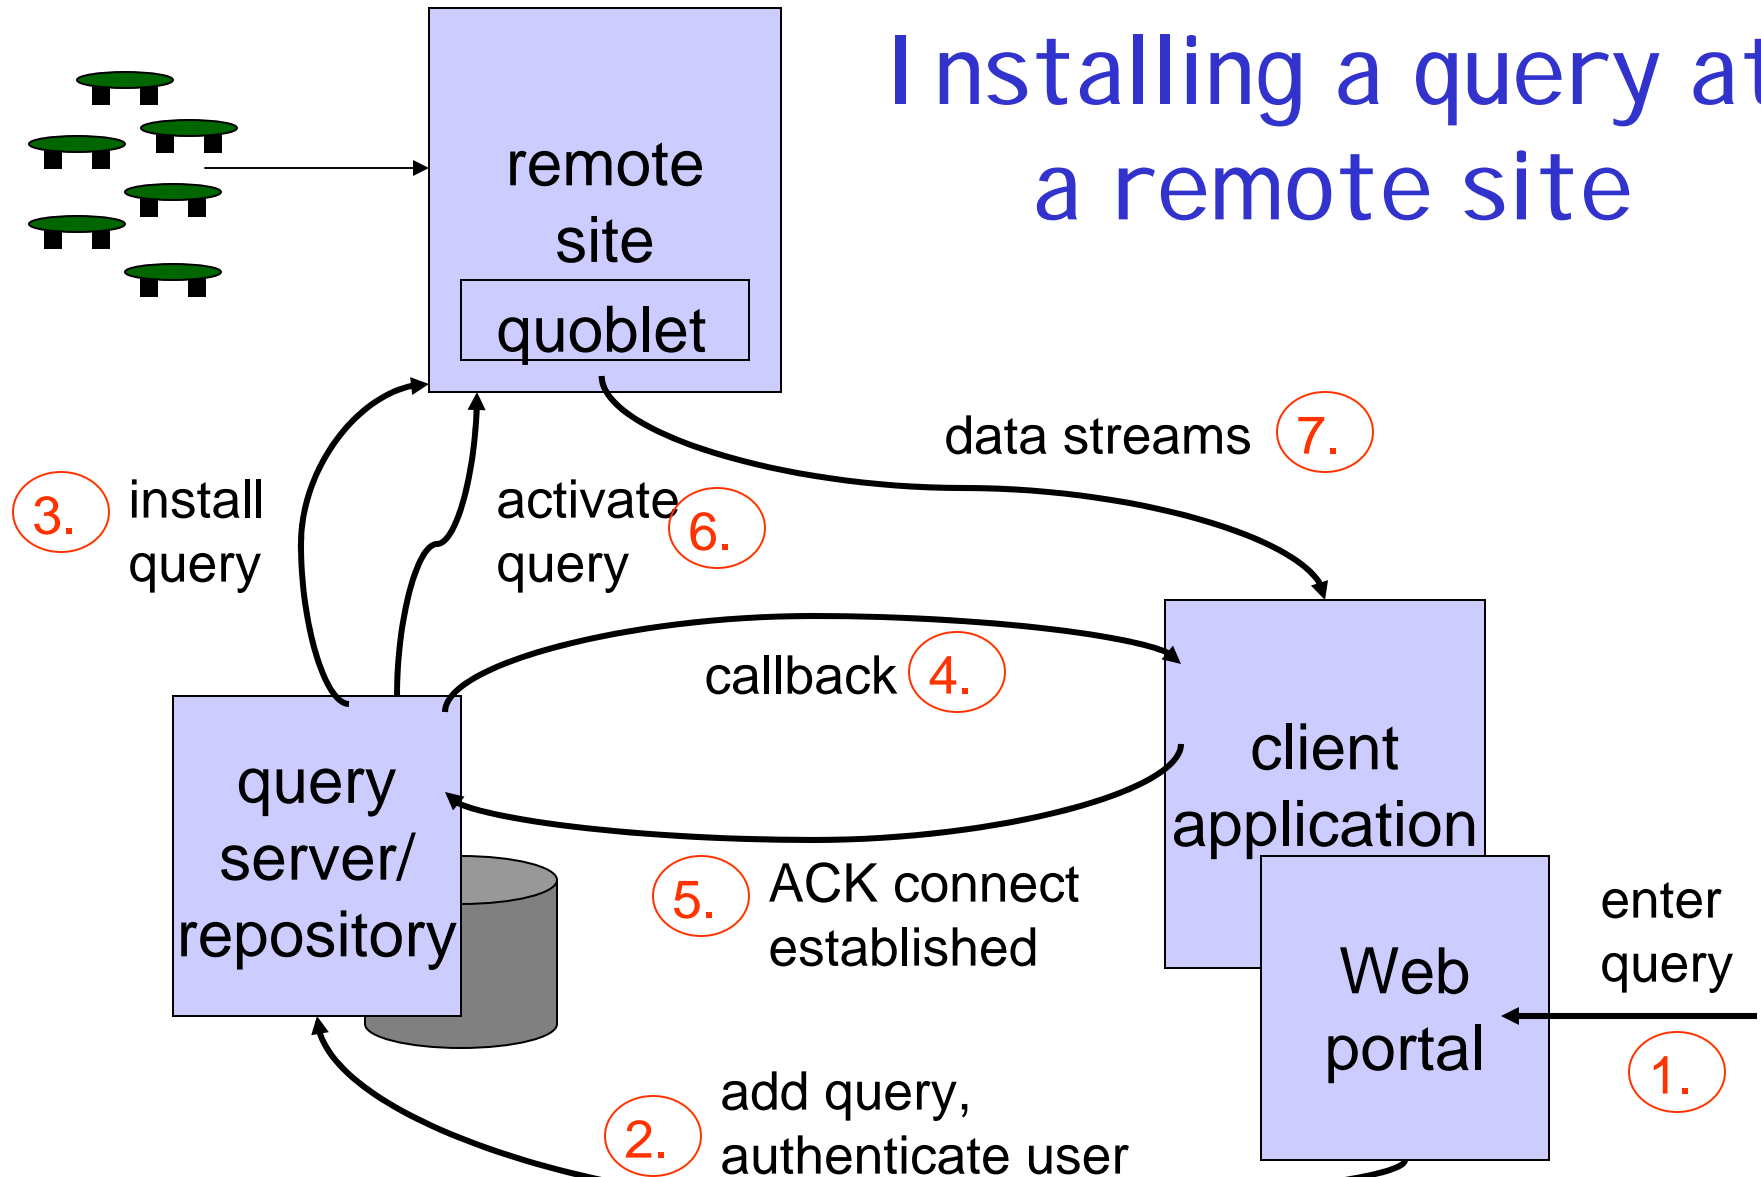 Installing a query at
a remote site
remote
site
quoblet
data streams 7.
3. install
query
activate
query
6.
callback 4.
client
application
query
server/
repository
5. ACK connect
established
enter
query
Web
portal
1.
2. add query,
authenticate user